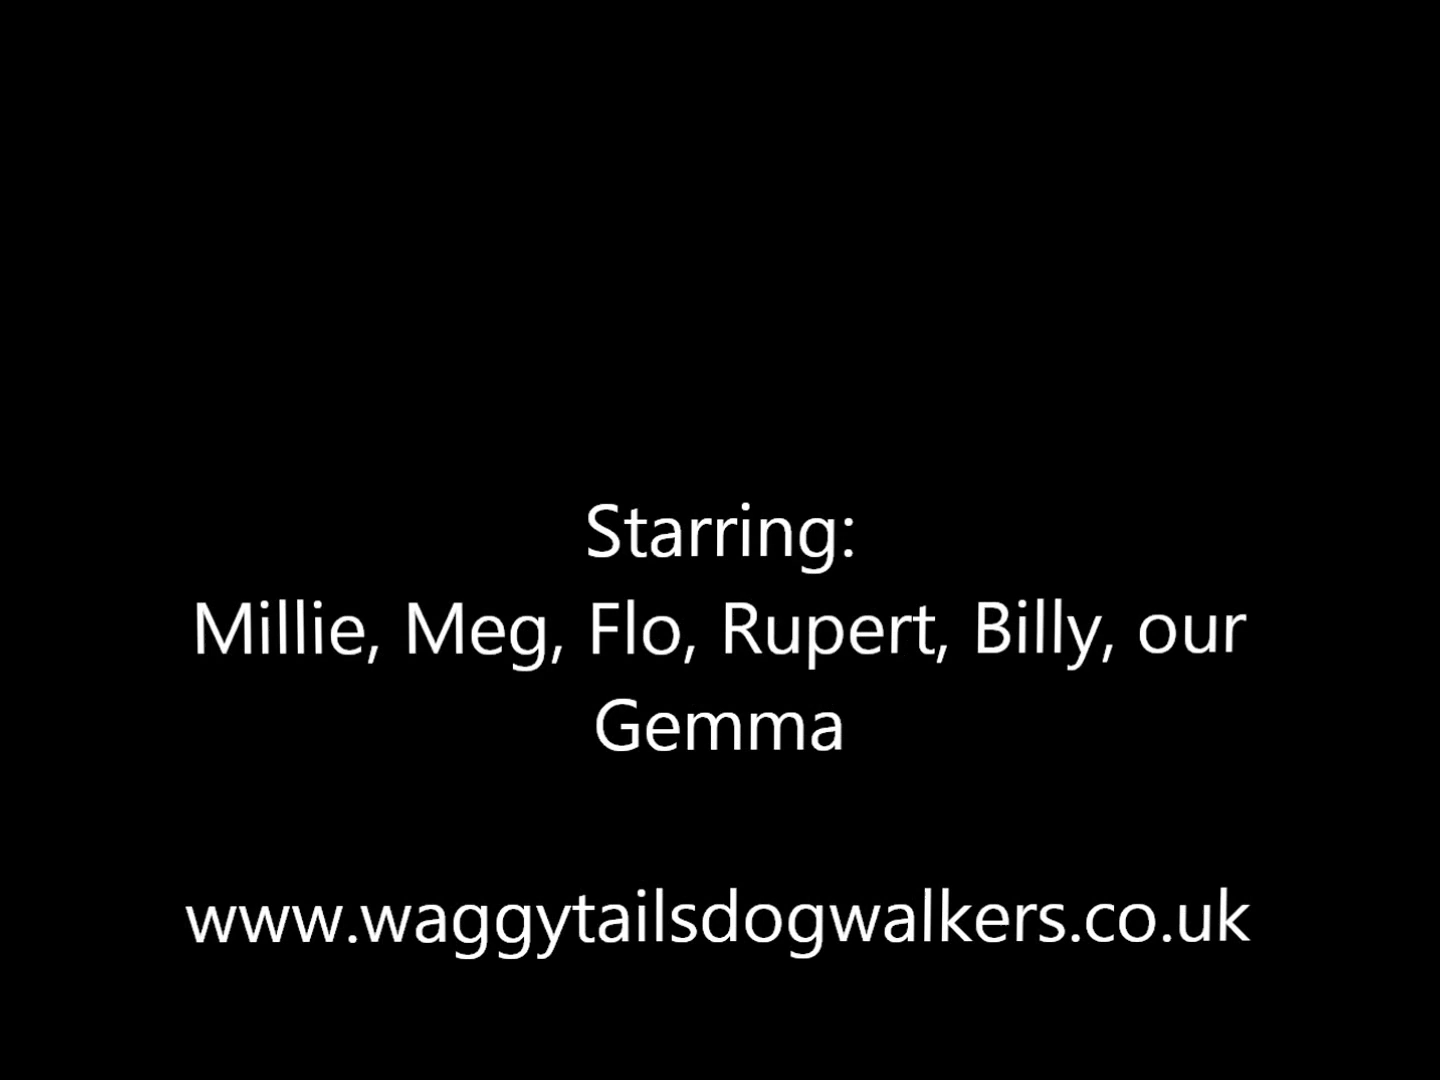 Starring:
Millie, Meg, Flo, Rupert, Billy, our
Gemma
www.waggytailsdogwalkers.co.uk